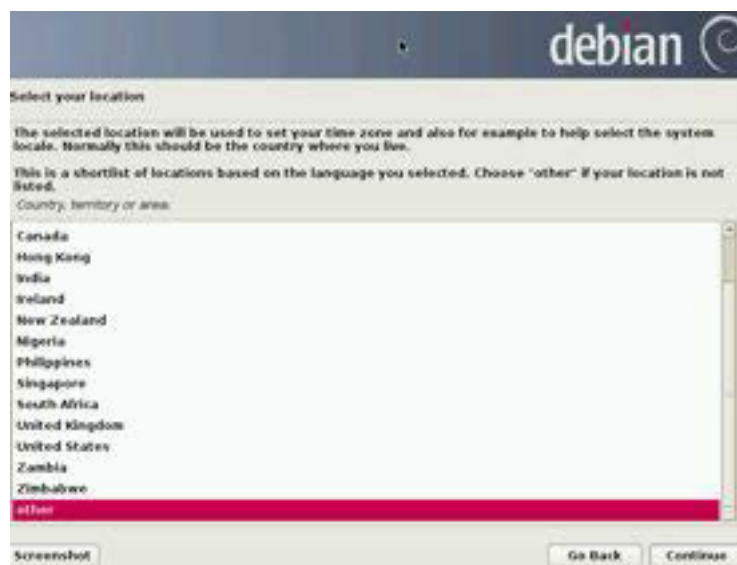 debian
Select your location
The selected location will be used to set your time zone and also for example to help select the system
locale. Normally this should be the country where you live.
This is a shortlist of locations based on the language you selected. Choose "other" if your location is not
listed.
Country, territory or area:
Canada
Hong Kong
India
Ireland
New Zealand
Nigeria
Philippines
Singapore
South Africa
United Kingdom
United States
Zambia
Zimbabwe
other
Screenshot
Go Back
Continue